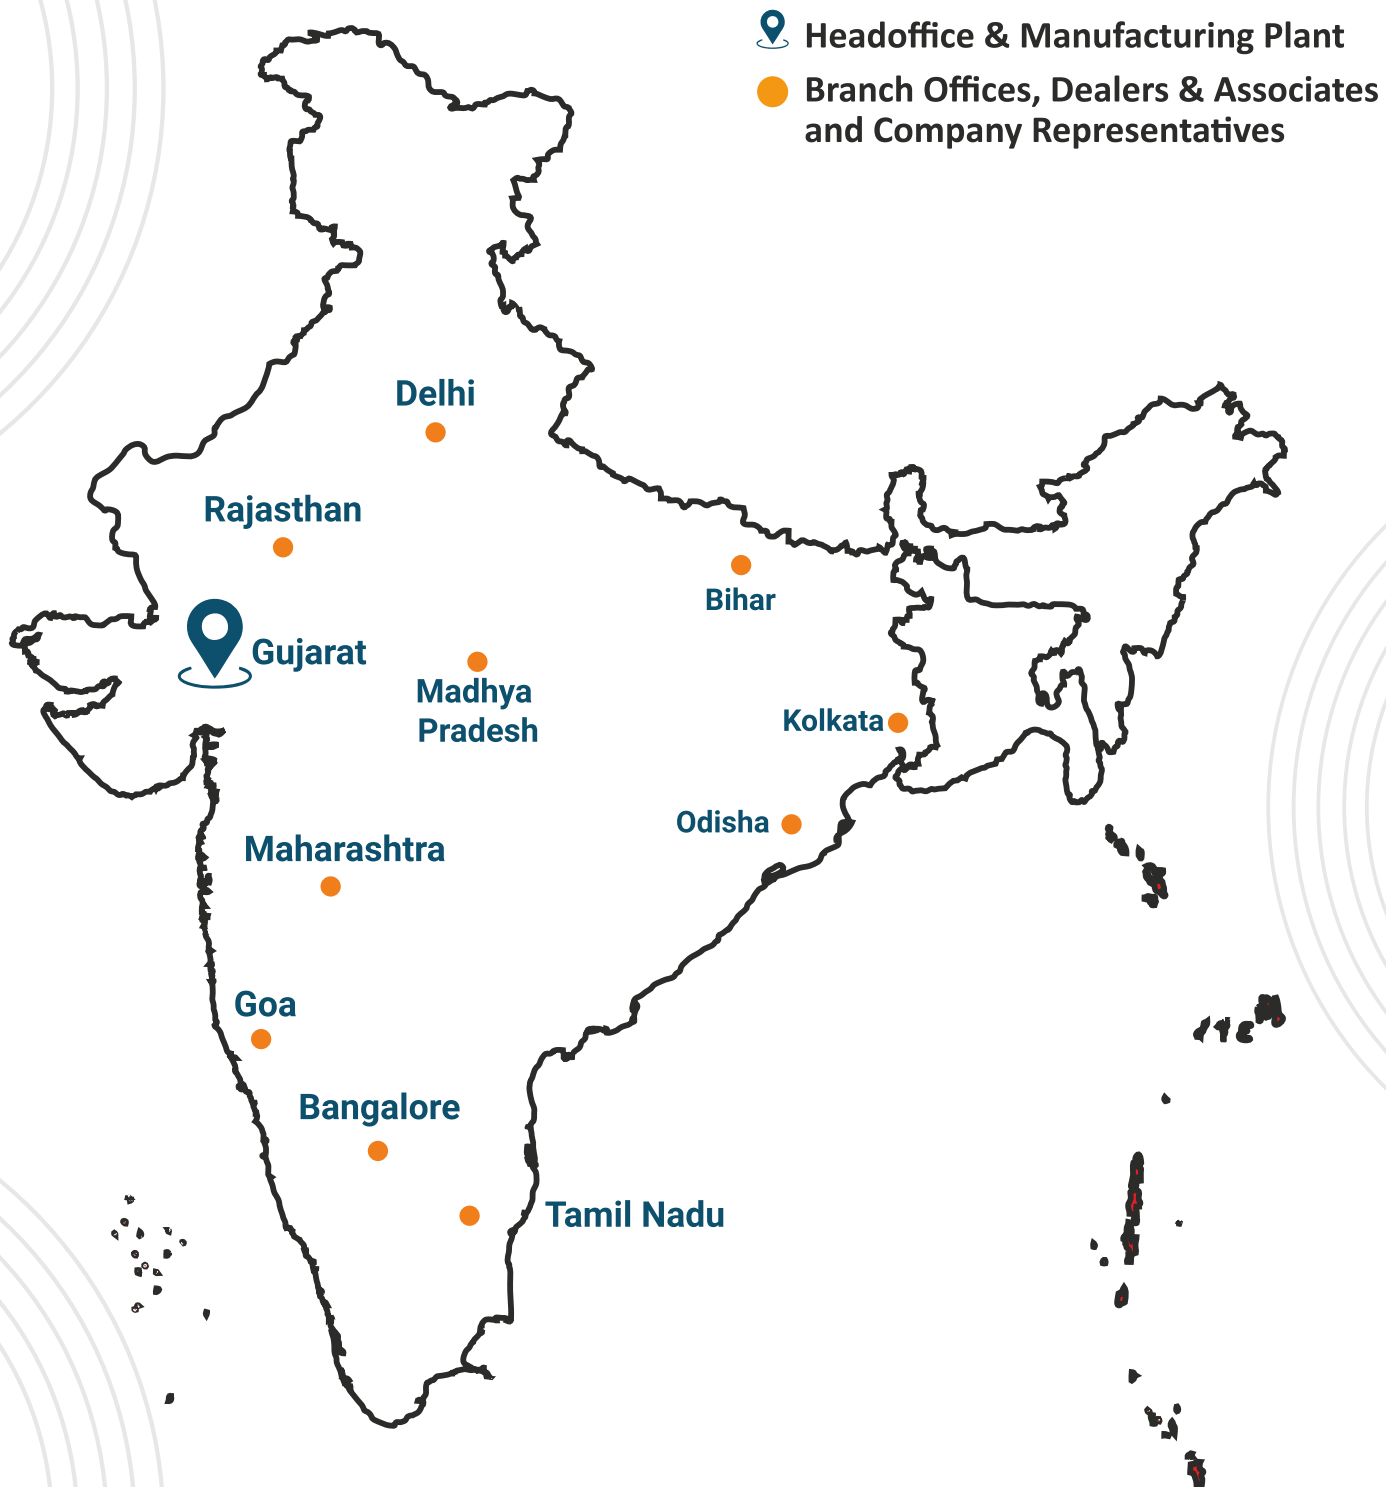 Headoffice & Manufacturing Plant
Branch Offices, Dealers & Associates
and Company Representatives
Delhi
Rajasthan
Bihar
Gujarat
Madhya
Pradesh
Kolkata
Odisha
Maharashtra
Goa
Bangalore
Tamil Nadu